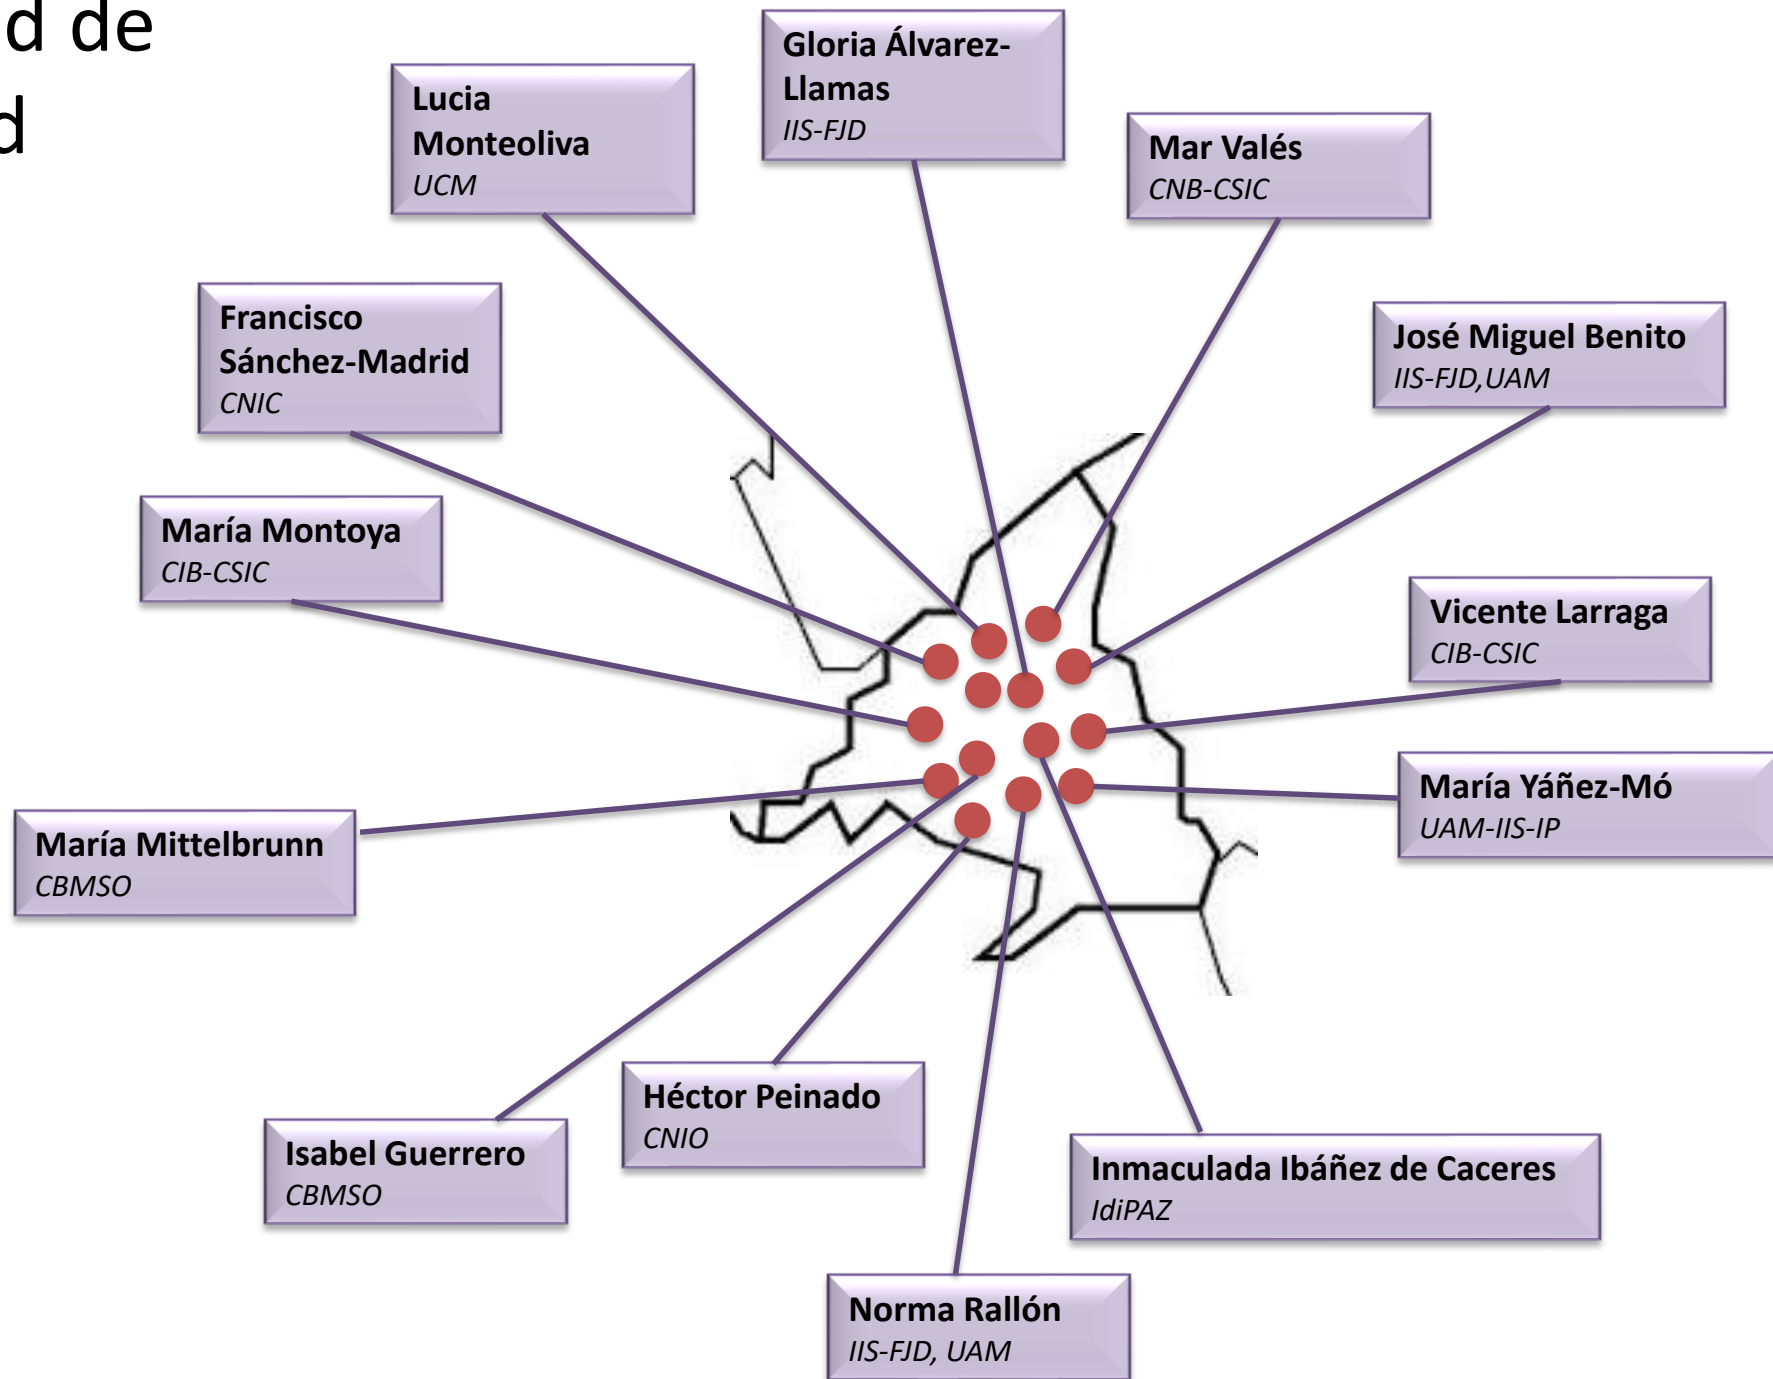 d de
d
Gloria Álvarez-
Llamas
IIS-FJD
Lucia
Monteoliva
UCM
Mar Valés
CNB-CSIC
Francisco
Sánchez-Madrid
CNIC
José Miguel Benito
IIS-FJD,UAM
María Montoya
CIB-CSIC
Vicente Larraga
CIB-CSIC
María Yáñez-Mó
UAM-IIS-IP
María Mittelbrunn
CBMSO
Héctor Peinado
CNIO
Isabel Guerrero
CBMSO
Inmaculada Ibáñez de Caceres
IdiPAZ
Norma Rallón
IIS-FJD, UAM